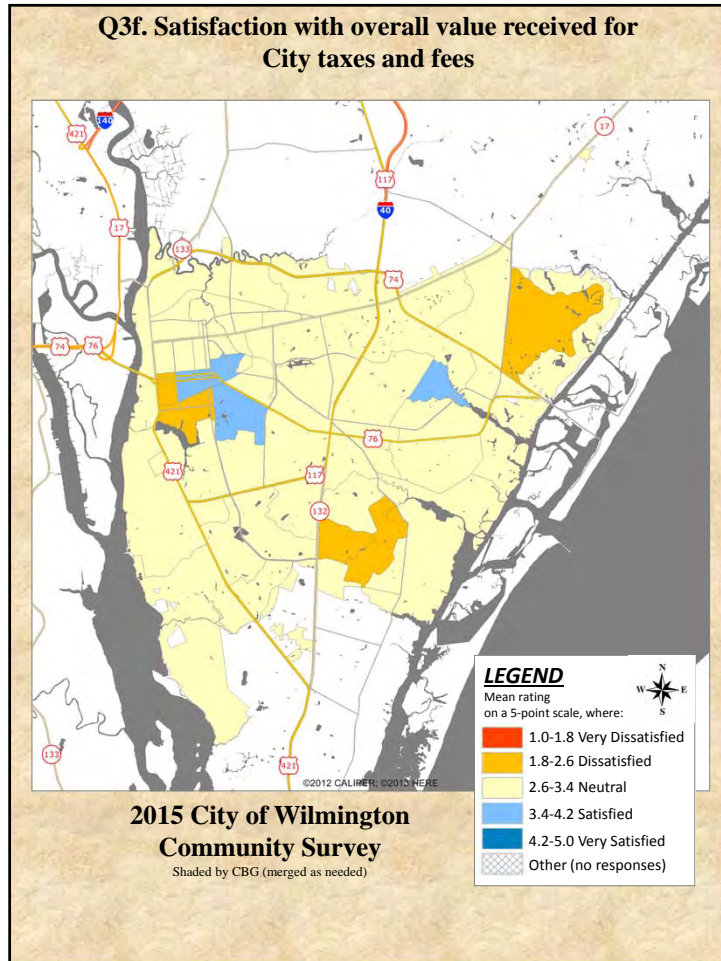 Q3f. Satisfaction with overall value received for
City taxes and fees
140
421
17
117
17
40
133
74
74
76
76
421
117
132
133
421
©2012 CALIPER; ©2013 HERE
LEGEND
Mean rating
on a 5-point scale, where:
N
W E
S
1.0-1.8 Very Dissatisfied
1.8-2.6 Dissatisfied
2.6-3.4 Neutral
3.4-4.2 Satisfied
4.2-5.0 Very Satisfied
Other (no responses)
2015 City of Wilmington
Community Survey
Shaded by CBG (merged as needed)